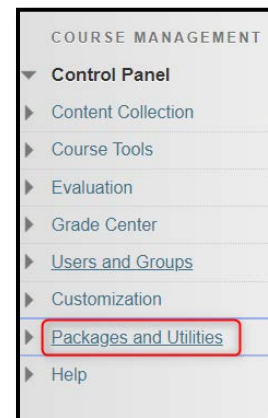 COURSE MANAGEMENT
Control Panel
Content Collection
Course Tools
Evaluation
Grade Center
Users and Groups
Customization
Packages and Utilities
Help